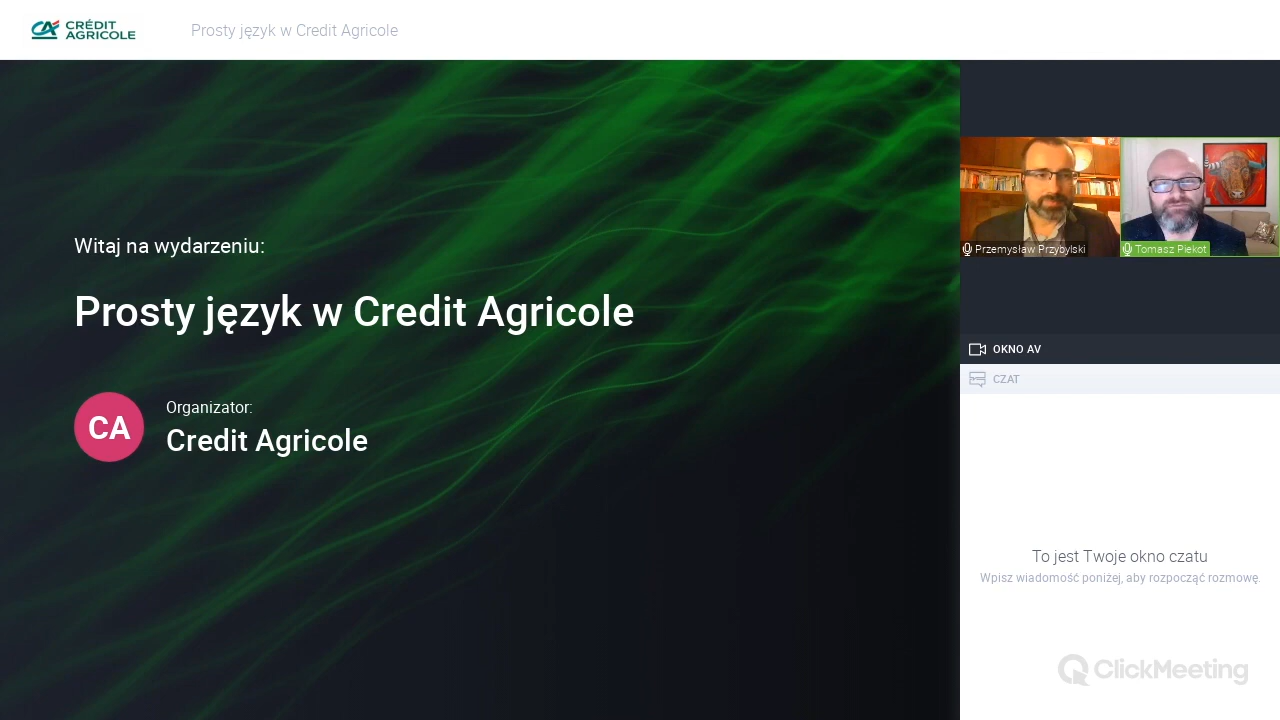 CRÉDIT
AGRICOLE
Prosty język w Credit Agricole
Witaj na wydarzeniu:
Prosty język w Credit Agricole
CA
Organizator:
Credit Agricole
Przemysław Przybylski
Tomasz Piekot
OKNO AV
CZAT
To jest Twoje okno czatu
Wpisz wiadomość poniżej, aby rozpocząć rozmowę.
ClickMeeting